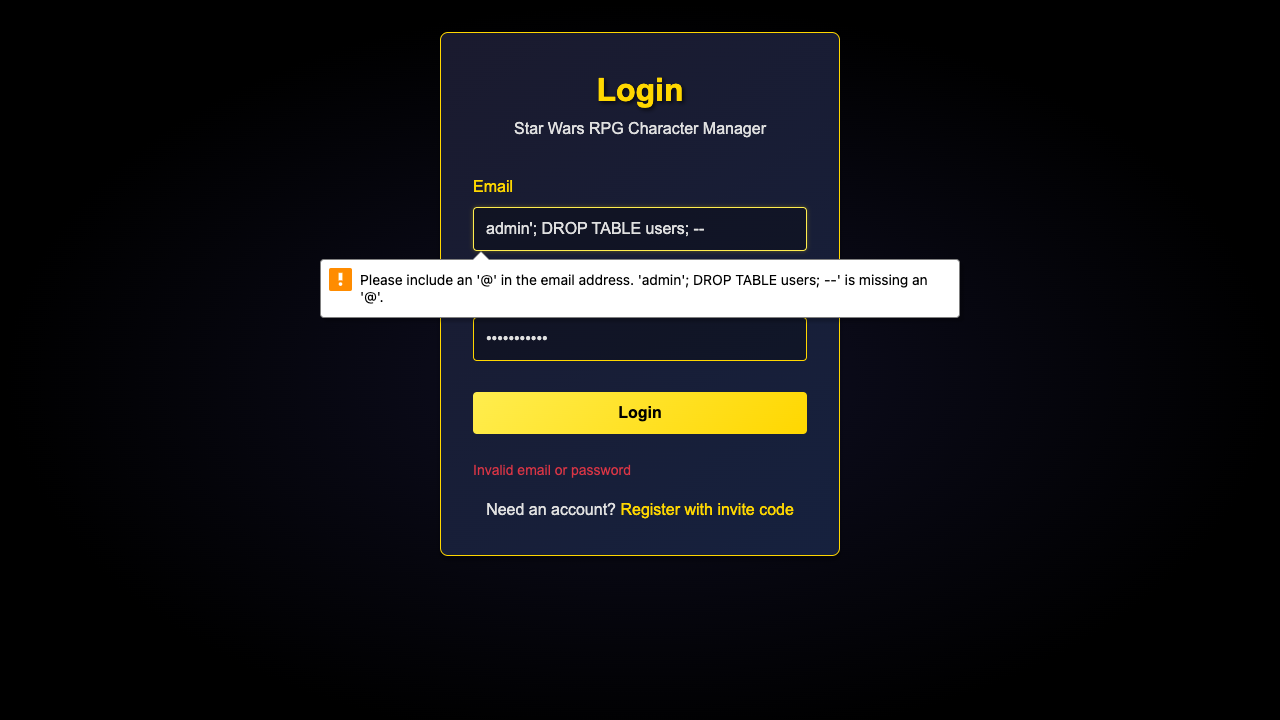 Login
Star Wars RPG Character Manager
Email
admin'; DROP TABLE users; --
Please include an '@' in the email address. 'admin'; DROP TABLE users; --' is missing an
'@'.
•••••••••••
Login
Invalid email or password
Need an account? Register with invite code